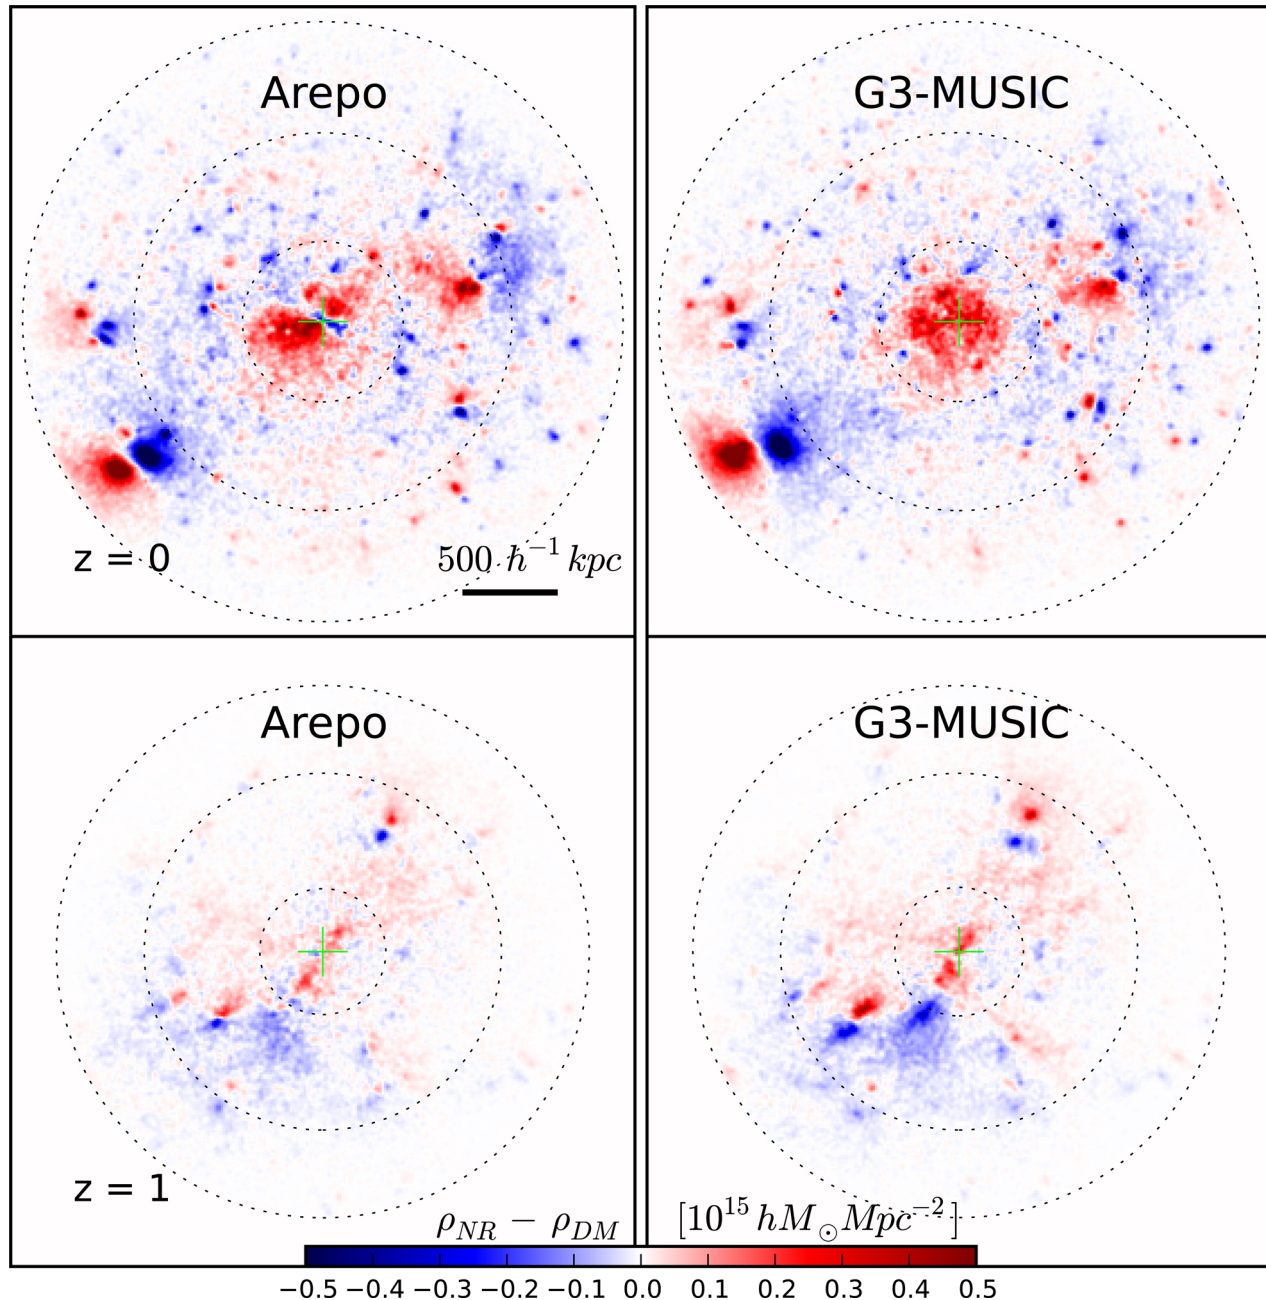 Arepo
G3-MUSIC
z = 0
500 h⁻¹ kpc
Arepo
G3-MUSIC
z = 1
ρ_NR − ρ_DM [10¹⁵ hM_⊙Mpc⁻²]
−0.5 −0.4 −0.3 −0.2 −0.1 0.0 0.1 0.2 0.3 0.4 0.5